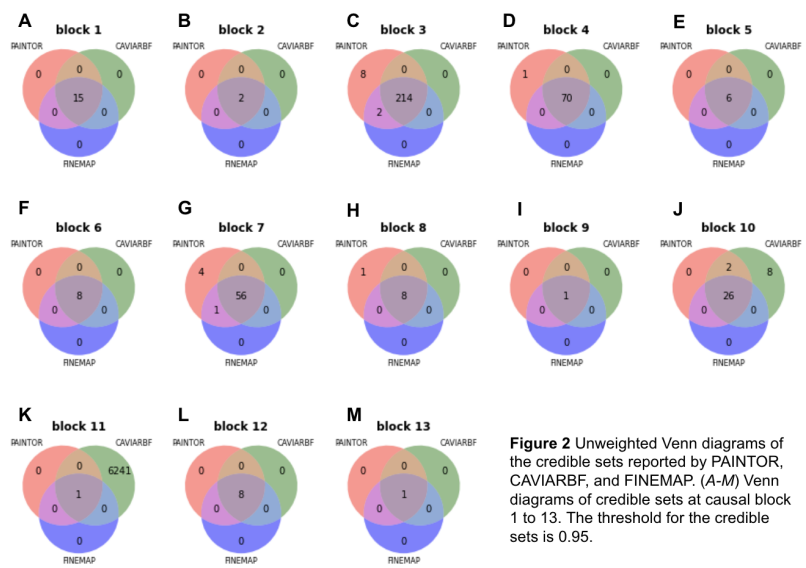 A B C D E
block 1 block 2 block 3 block 4 block 5
PAINTOR CAVIARBF PAINTOR CAVIARBF PAINTOR CAVIARBF PAINTOR CAVIARBF PAINTOR CAVIARBF
0 0 0 0 0 0 8 0 0 1 0 0 0 0 0
15 2 214 70 6
0 0 0 0 2 0 0 0 0 0
0 0 0 0 0
FINEMAP FINEMAP FINEMAP FINEMAP FINEMAP
F G H I J
block 6 block 7 block 8 block 9 block 10
PAINTOR CAVIARBF PAINTOR CAVIARBF PAINTOR CAVIARBF PAINTOR CAVIARBF PAINTOR CAVIARBF
0 0 0 4 0 0 1 0 0 0 0 0 0 2 8
8 56 8 1 26
0 0 1 0 0 0 0 0 0 0
0 0 0 0 0
FINEMAP FINEMAP FINEMAP FINEMAP FINEMAP
K L M
block 11 block 12 block 13
PAINTOR CAVIARBF PAINTOR CAVIARBF PAINTOR CAVIARBF
0 0 6241 0 0 0 0 0 0
1 8 1
0 0 0 0 0 0
0 0 0
FINEMAP FINEMAP FINEMAP
Figure 2 Unweighted Venn diagrams of
the credible sets reported by PAINTOR,
CAVIARBF, and FINEMAP. (A-M) Venn
diagrams of credible sets at causal block
1 to 13. The threshold for the credible
sets is 0.95.